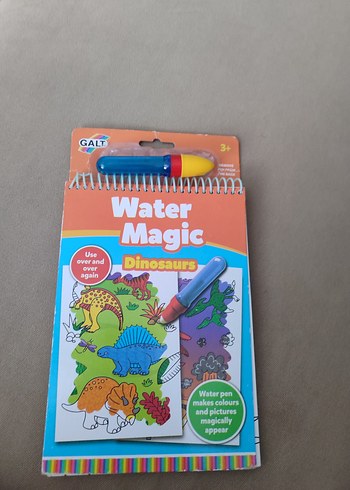 GALT
3+
Water
Magic
Dinosaurs
Use
over and
over
again
Water pen
makes colours
and pictures
magically
appear